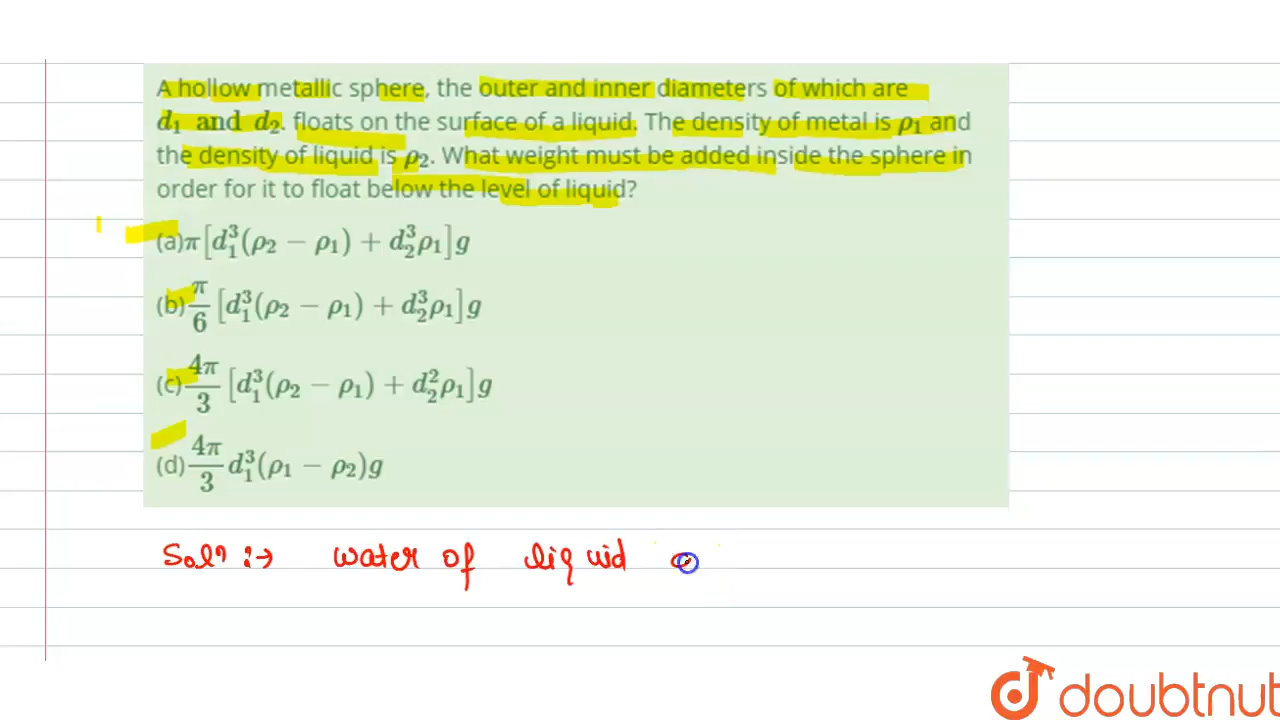 A hollow metallic sphere, the outer and inner diameters of which are
d₁ and d₂. floats on the surface of a liquid. The density of metal is ρ₁ and
the density of liquid is ρ₂. What weight must be added inside the sphere in
order for it to float below the level of liquid?
(a)π[d₁³(ρ₂ − ρ₁) + d₂³ρ₁]g
(b)π/6 [d₁³(ρ₂ − ρ₁) + d₂³ρ₁]g
(c)4π/3 [d₁³(ρ₂ − ρ₁) + d₂²ρ₁]g
(d)4π/3 d₁³(ρ₁ − ρ₂)g
Solⁿ :→ water of liquid
doubtnut